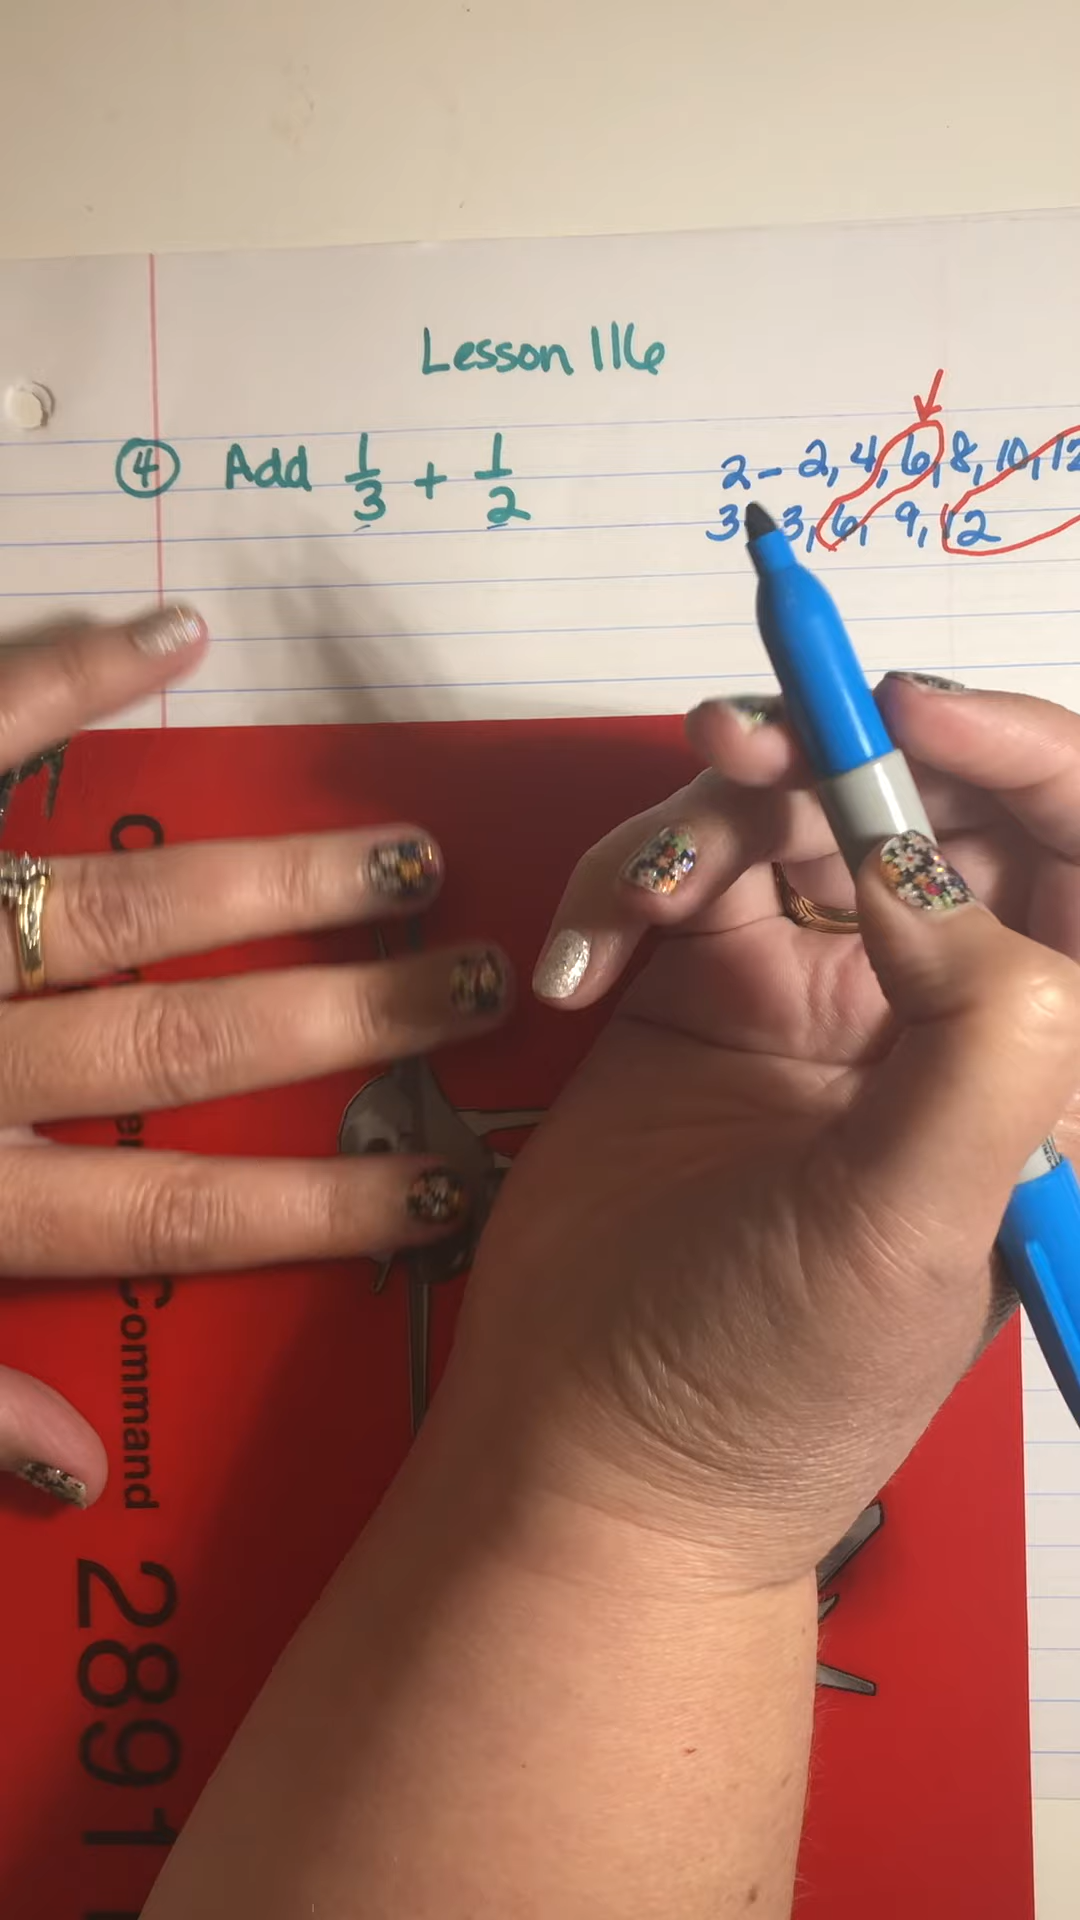 Lesson 116
④ Add 1/3 + 1/2
2 - 2, 4, 6, 8, 10, 12
3 - 3, 6, 9, 12
Command
2891